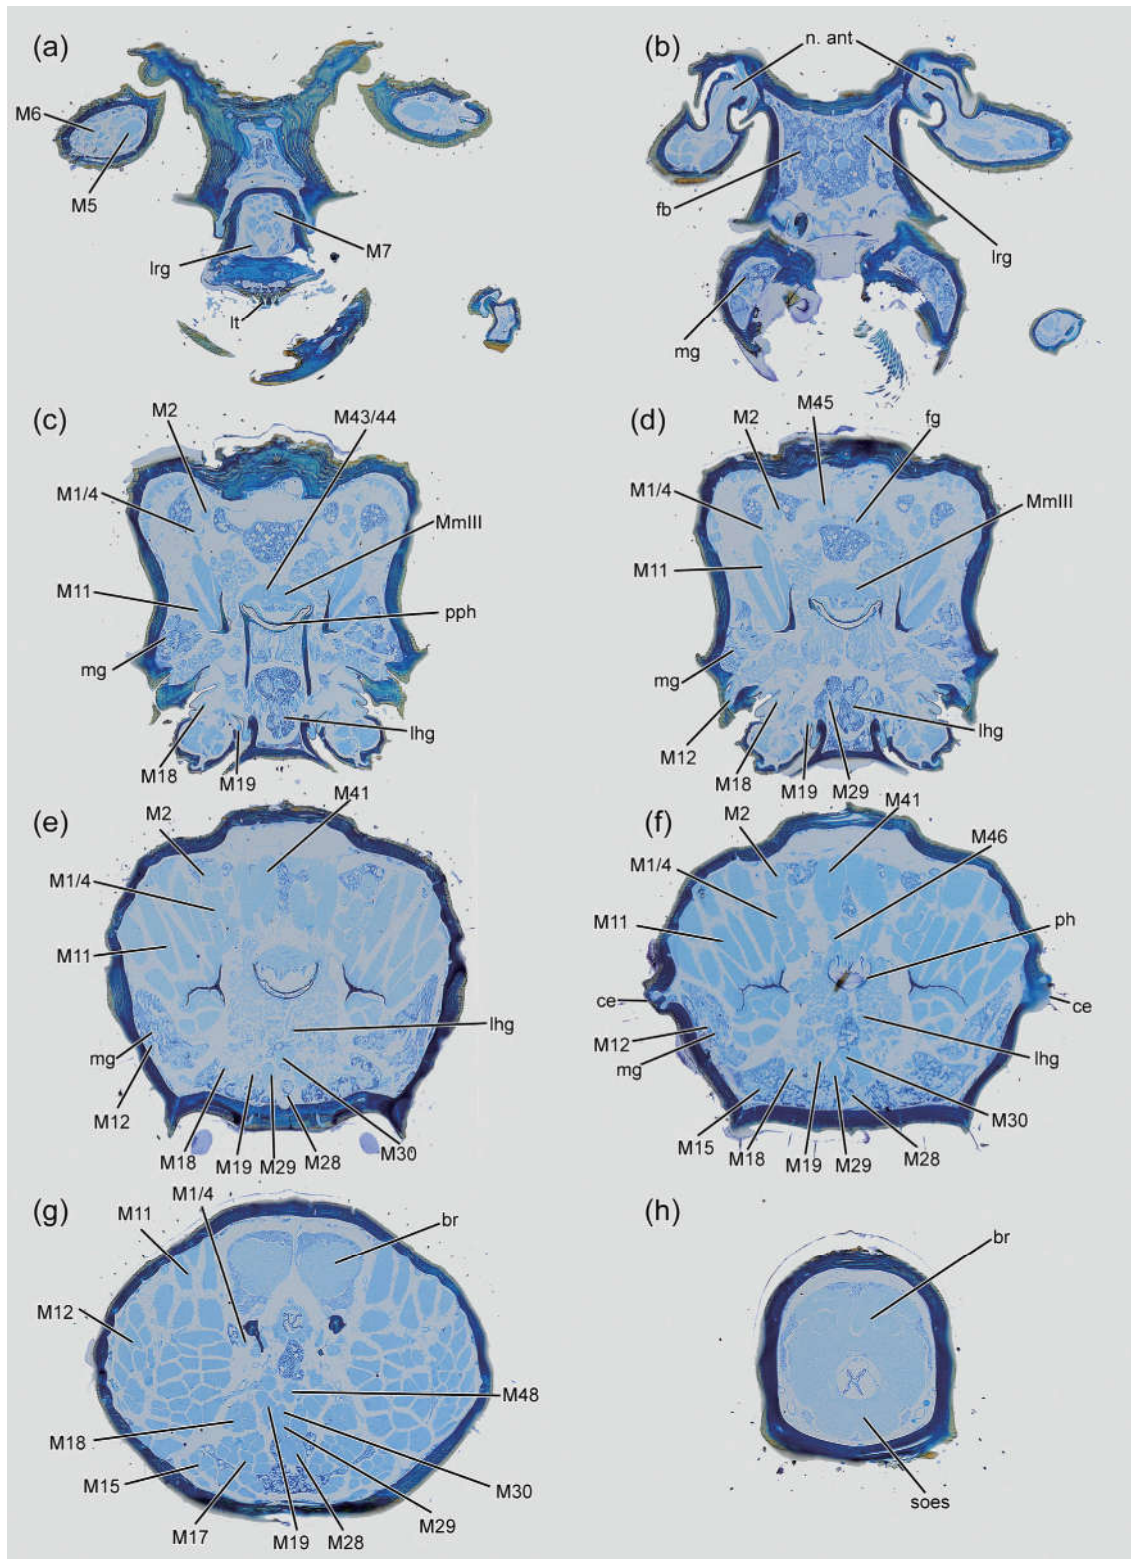 (a)
M6
M5
lrg
M7
lt
(b)
n. ant
fb
lrg
mg
(c)
M2
M43/44
M1/4
MmIII
M11
pph
mg
lhg
M18
M19
(d)
M2
M45
fg
M1/4
MmIII
M11
mg
lhg
M12
M18
M19
M29
(e)
M2
M41
M1/4
M11
lhg
mg
M12
M18
M19
M29
M28
M30
(f)
M2
M41
M46
M1/4
M11
ph
ce
ce
M12
mg
lhg
M30
M15
M18
M19
M29
M28
(g)
M1/4
M11
br
M12
M48
M18
M15
M30
M17
M19
M28
M29
(h)
br
soes